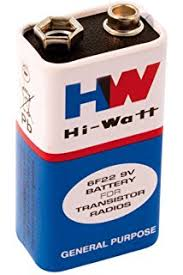 HW
Hi-Watt
6F22 9V
BATTERY
FOR
TRANSISTOR
RADIOS
GENERAL PURPOSE